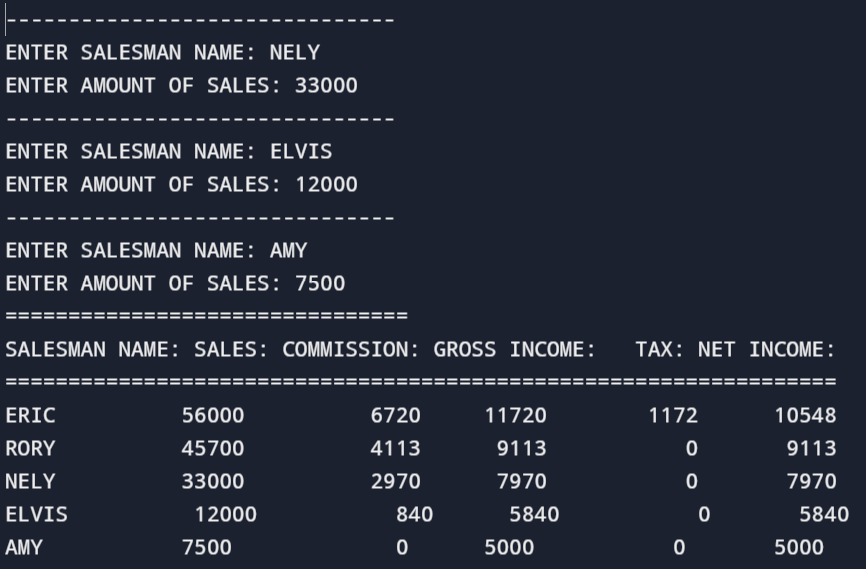 -------------------------------
ENTER SALESMAN NAME: NELY
ENTER AMOUNT OF SALES: 33000
-------------------------------
ENTER SALESMAN NAME: ELVIS
ENTER AMOUNT OF SALES: 12000
-------------------------------
ENTER SALESMAN NAME: AMY
ENTER AMOUNT OF SALES: 7500
================================
SALESMAN NAME: SALES: COMMISSION: GROSS INCOME:   TAX: NET INCOME:
==================================================================
ERIC          56000          6720     11720        1172      10548
RORY          45700          4113      9113           0       9113
NELY          33000          2970      7970           0       7970
ELVIS          12000           840      5840           0       5840
AMY           7500             0      5000          0       5000